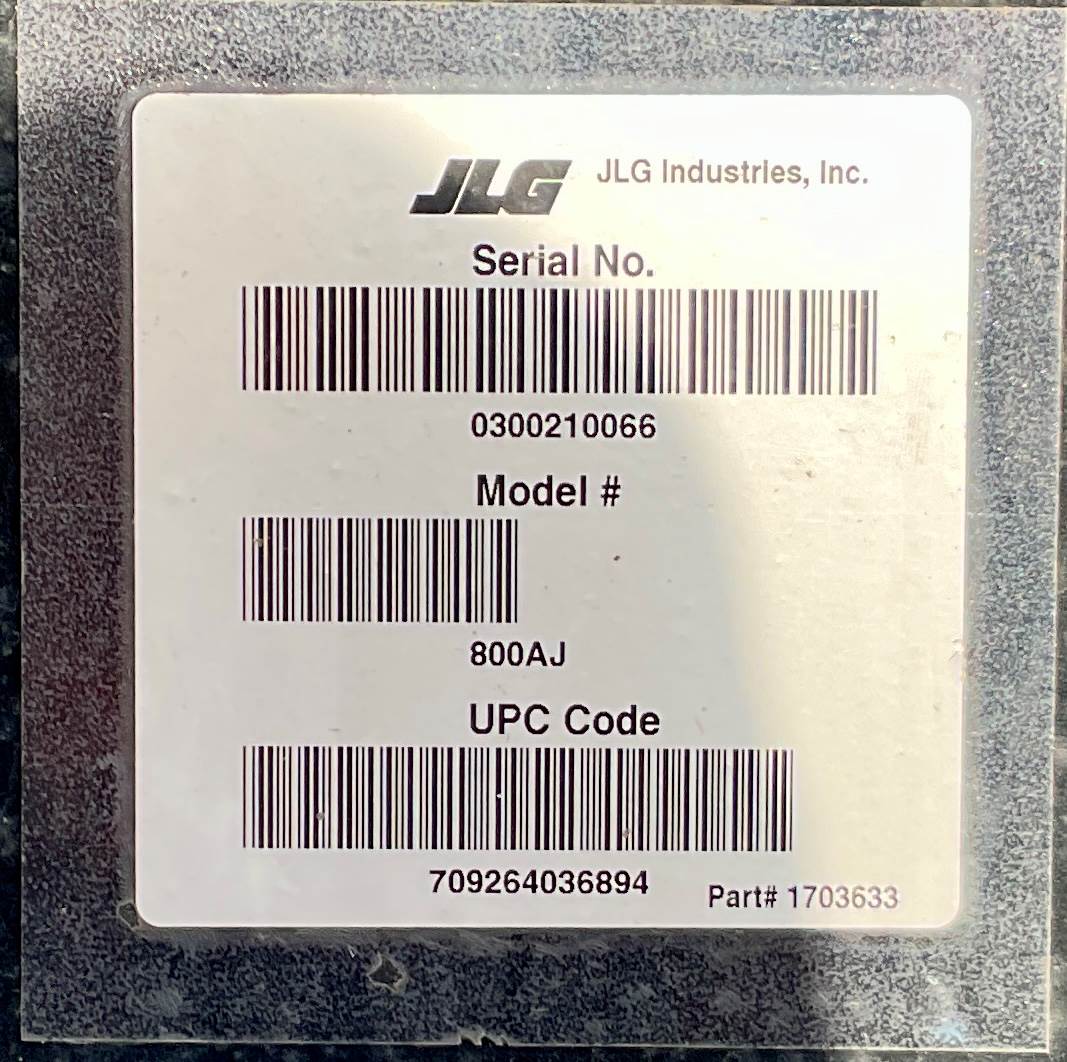 JLG JLG Industries, Inc.
Serial No.
0300210066
Model #
800AJ
UPC Code
709264036894
Part# 1703633